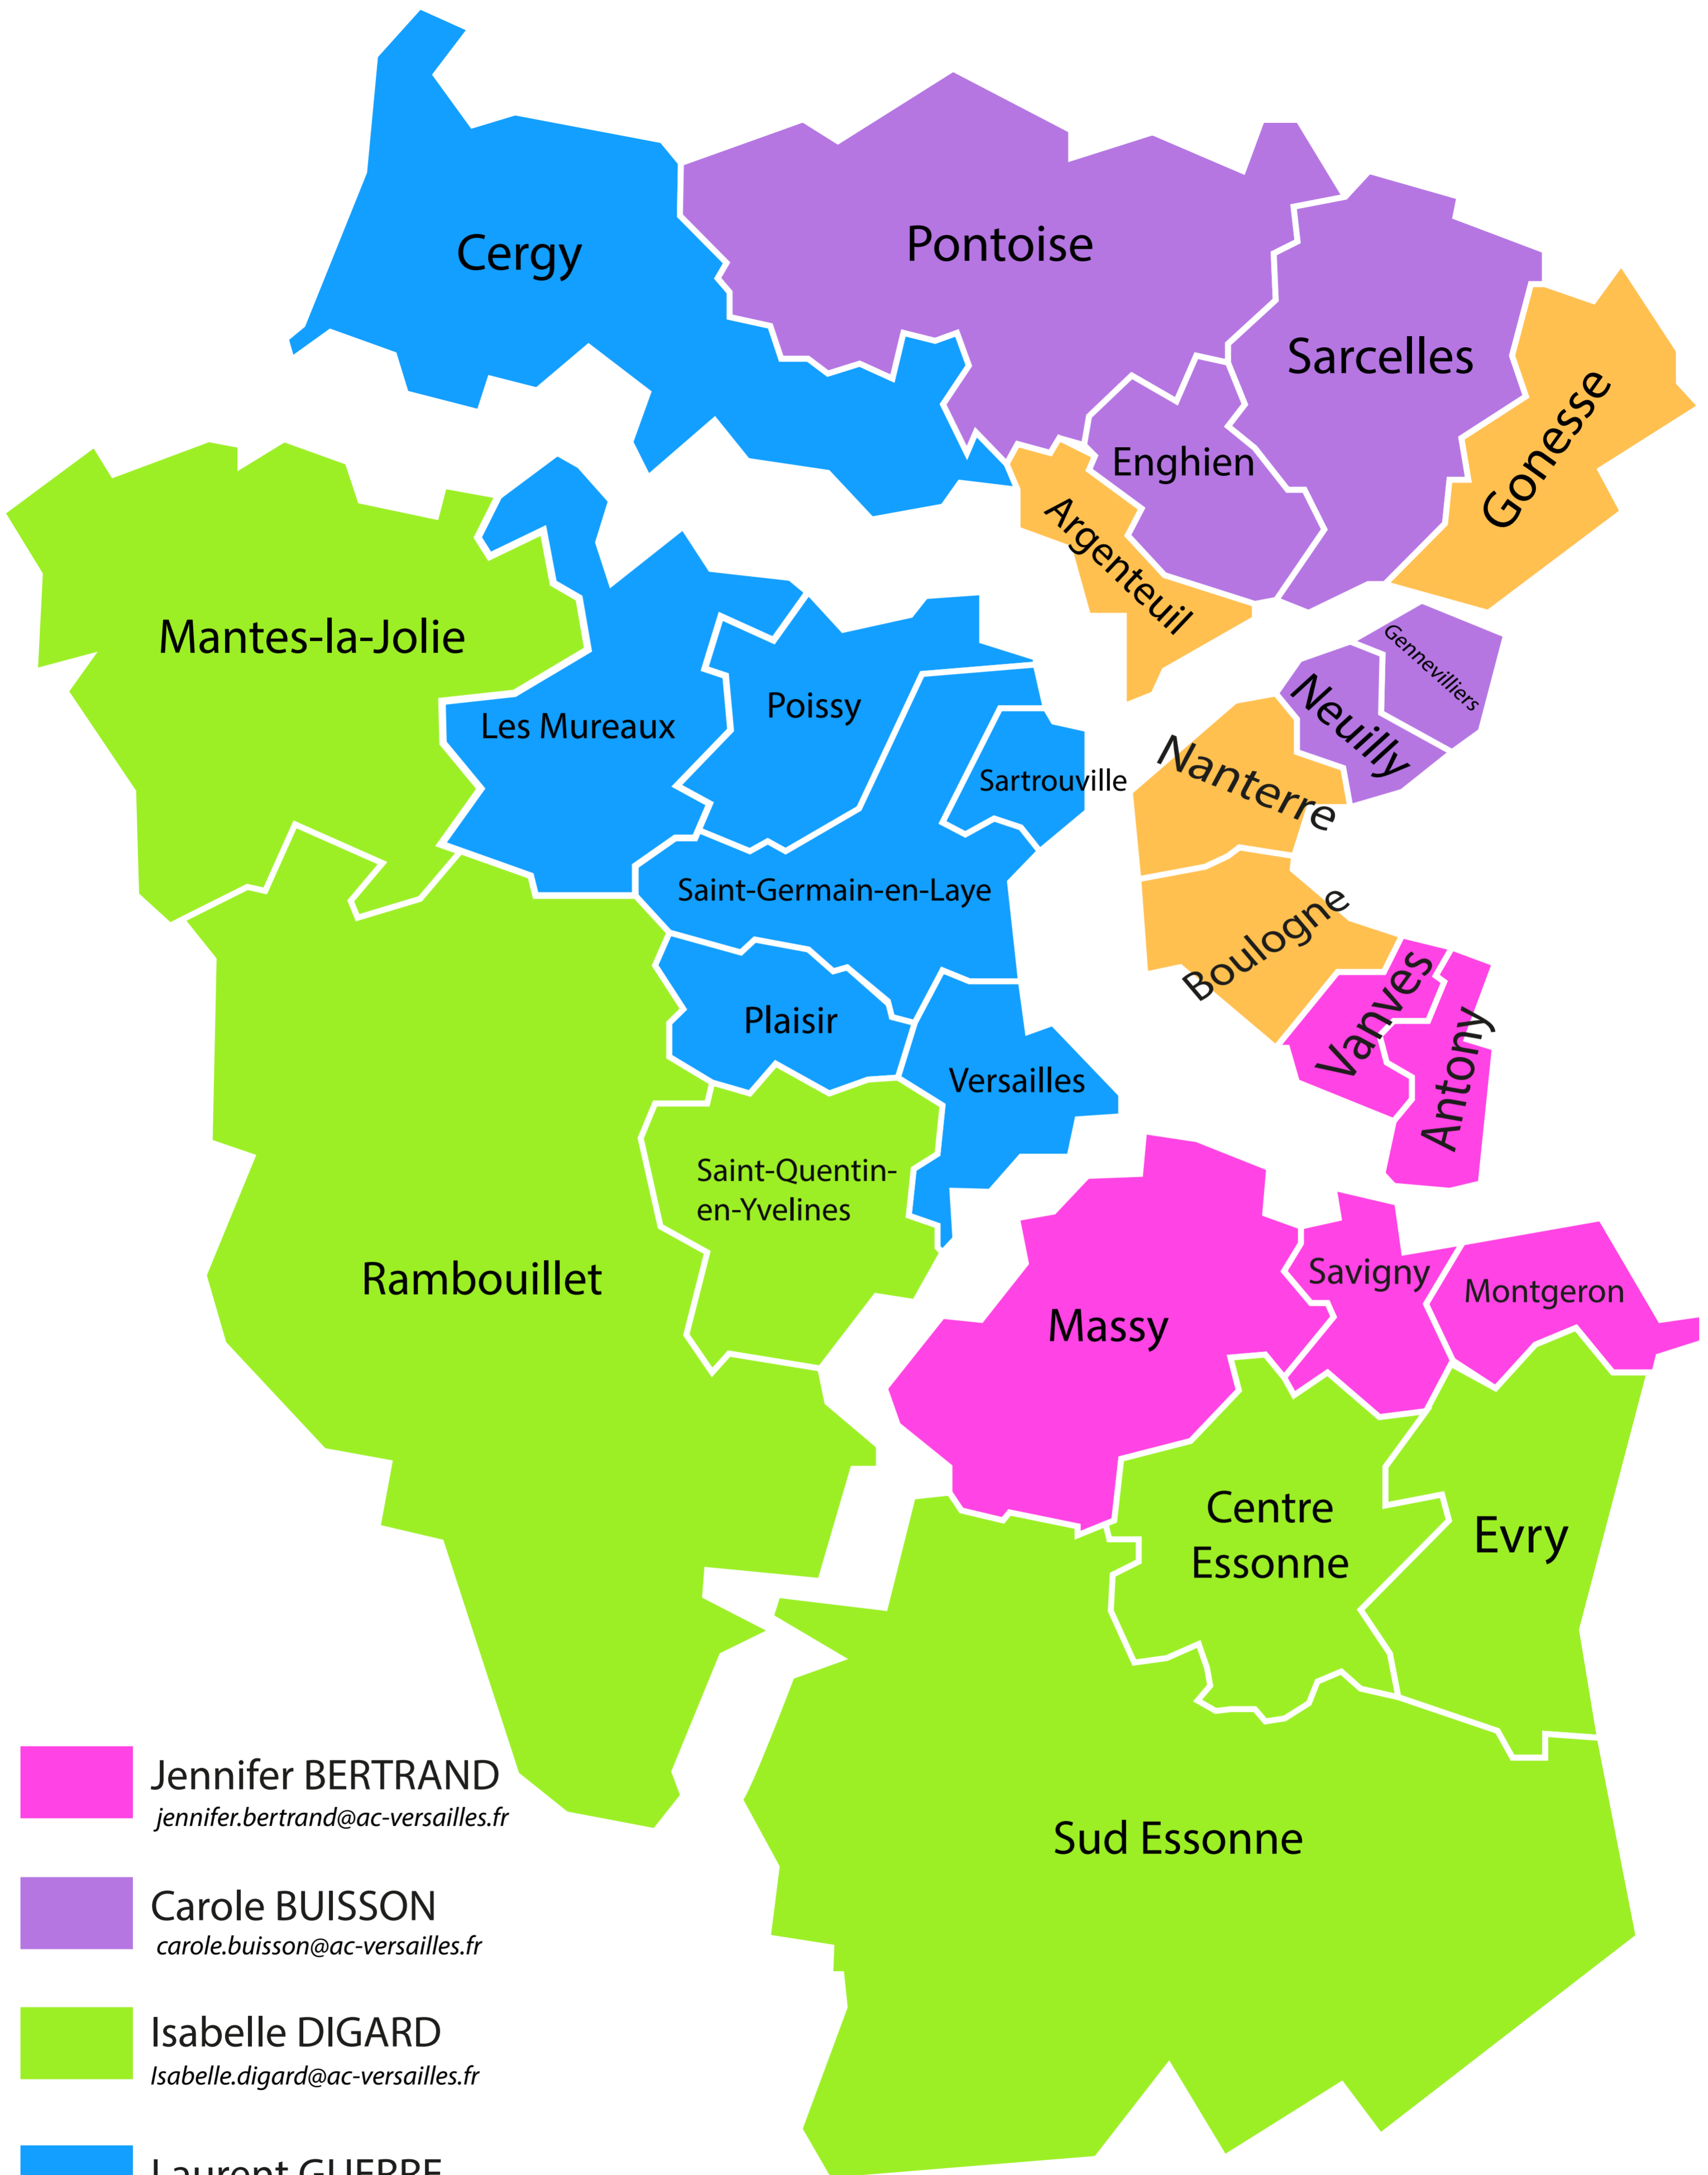 Cergy
Pontoise
Sarcelles
Gonesse
Enghien
Argenteuil
Mantes-la-Jolie
Gennevilliers
Neuilly
Les Mureaux
Poissy
Sartrouville
Nanterre
Saint-Germain-en-Laye
Boulogne
Vanves
Antony
Plaisir
Versailles
Saint-Quentin-
en-Yvelines
Rambouillet
Savigny
Montgeron
Massy
Centre
Essonne
Evry
Sud Essonne
Jennifer BERTRAND
jennifer.bertrand@ac-versailles.fr
Carole BUISSON
carole.buisson@ac-versailles.fr
Isabelle DIGARD
Isabelle.digard@ac-versailles.fr
Laurent GUERRE